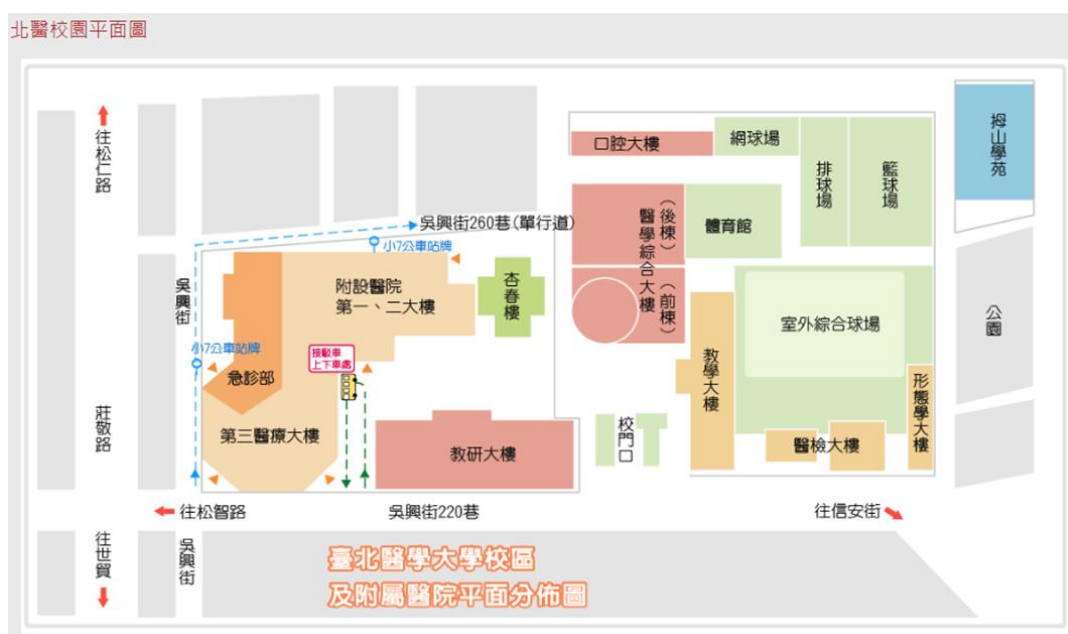 北醫校園平面圖
往松仁路
口腔大樓
網球場
排球場
籃球場
拇山學苑
吳興街260巷(單行道)
小7公車站牌
醫學綜合大樓
(後棟)
(前棟)
體育館
附設醫院
第一、二大樓
杏春樓
吳興街
小7公車站牌
接駁車
上下車處
急診部
室外綜合球場
公園
教學大樓
形態學大樓
莊敬路
第三醫療大樓
教研大樓
校門口
醫檢大樓
往松智路
吳興街220巷
往信安街
往世貿
吳興街
臺北醫學大學校區
及附屬醫院平面分佈圖